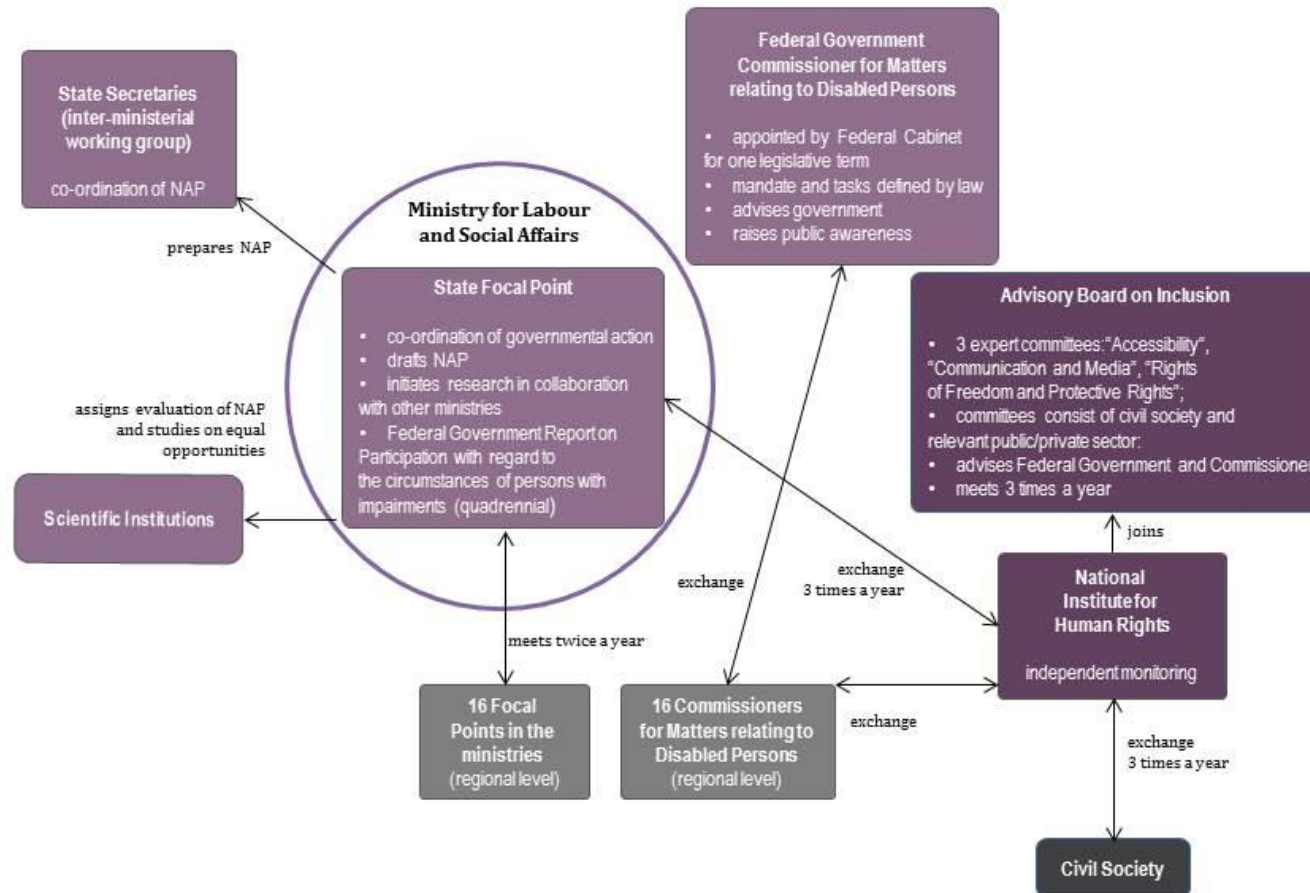 State Secretaries
(inter-ministerial
working group)
co-ordination of NAP
prepares NAP
Ministry for Labour
and Social Affairs
State Focal Point
• co-ordination of governmental action
• drafts NAP
• initiates research in collaboration
with other ministries
• Federal Government Report on
Participation with regard to
the circumstances of persons with
impairments (quadrennial)
assigns evaluation of NAP
and studies on equal
opportunities
Scientific Institutions
Federal Government
Commissioner for Matters
relating to Disabled Persons
• appointed by Federal Cabinet
for one legislative term
• mandate and tasks defined by law
• advises government
• raises public awareness
Advisory Board on Inclusion
• 3 expert committees:“Accessibility“,
“Communication and Media“, “Rights
of Freedom and Protective Rights“;
• committees consist of civil society and
relevant public/private sector:
• advises Federal Government and Commissioner
• meets 3 times a year
joins
exchange
exchange
3 times a year
National
Institute for
Human Rights
independent monitoring
meets twice a year
16 Focal
Points in the
ministries
(regional level)
16 Commissioners
for Matters relating to
Disabled Persons
(regional level)
exchange
exchange
3 times a year
Civil Society